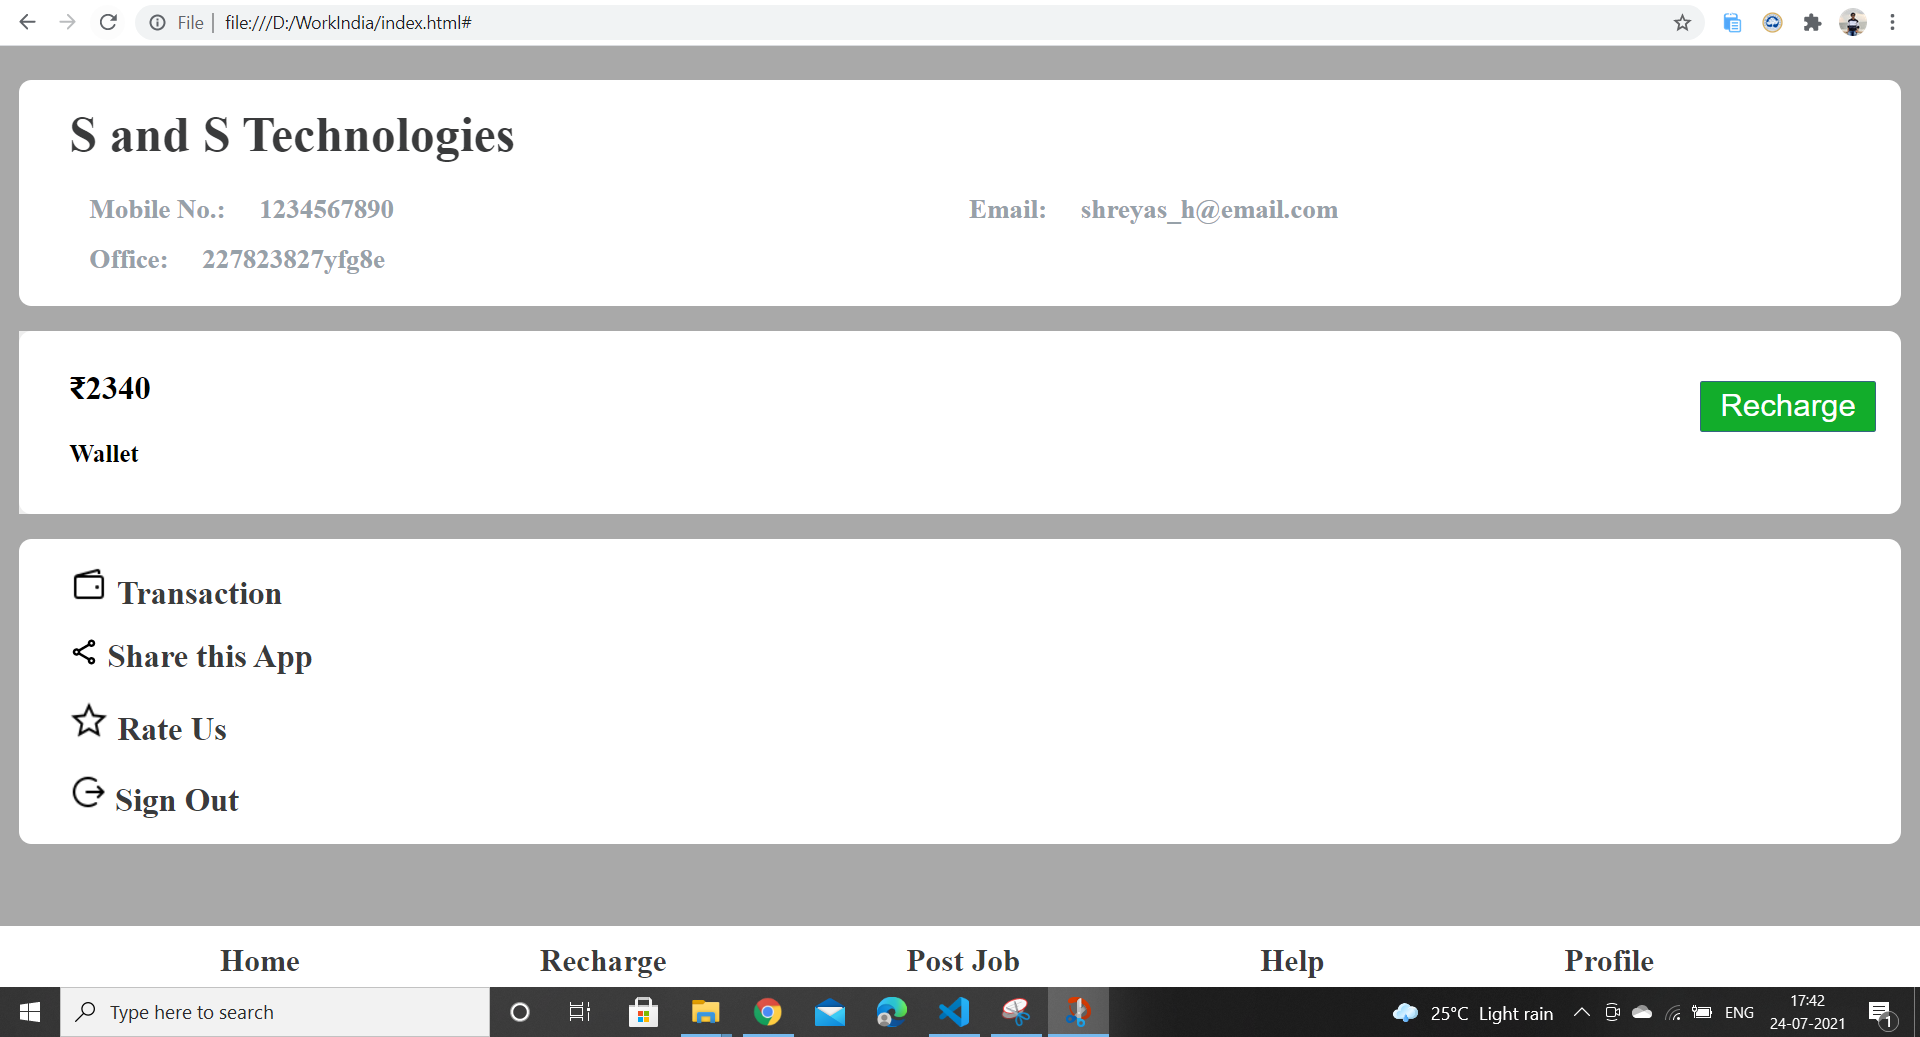 File | file:///D:/WorkIndia/index.html#
S and S Technologies
Mobile No.: 1234567890 Email: shreyas_h@email.com
Office: 227823827yfg8e
₹2340
Recharge
Wallet
Transaction
Share this App
Rate Us
Sign Out
Home Recharge Post Job Help Profile
Type here to search
25°C Light rain
ENG
17:42
24-07-2021
1